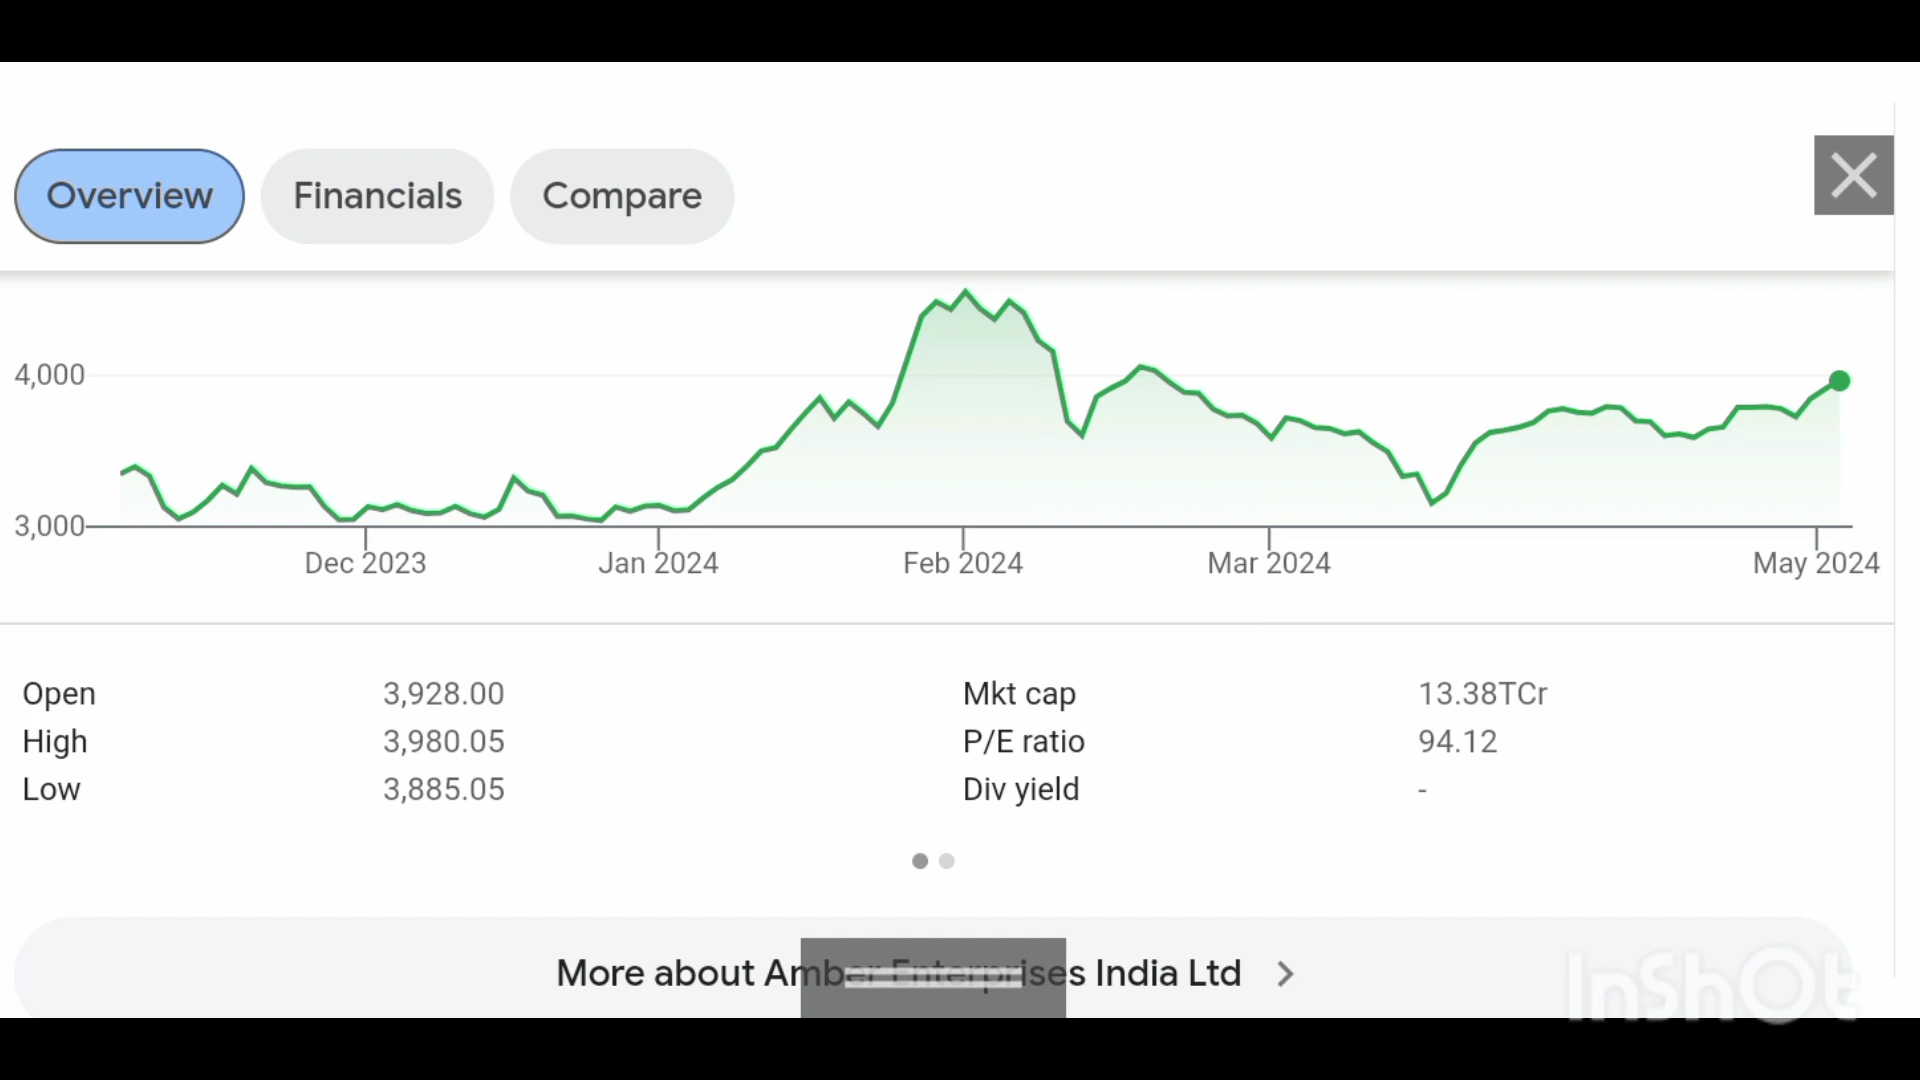 Overview Financials Compare
4,000
3,000
Dec 2023 Jan 2024 Feb 2024 Mar 2024 May 2024
Open 3,928.00 Mkt cap 13.38TCr
High 3,980.05 P/E ratio 94.12
Low 3,885.05 Div yield -
More about Amber Enterprises India Ltd
InShOt